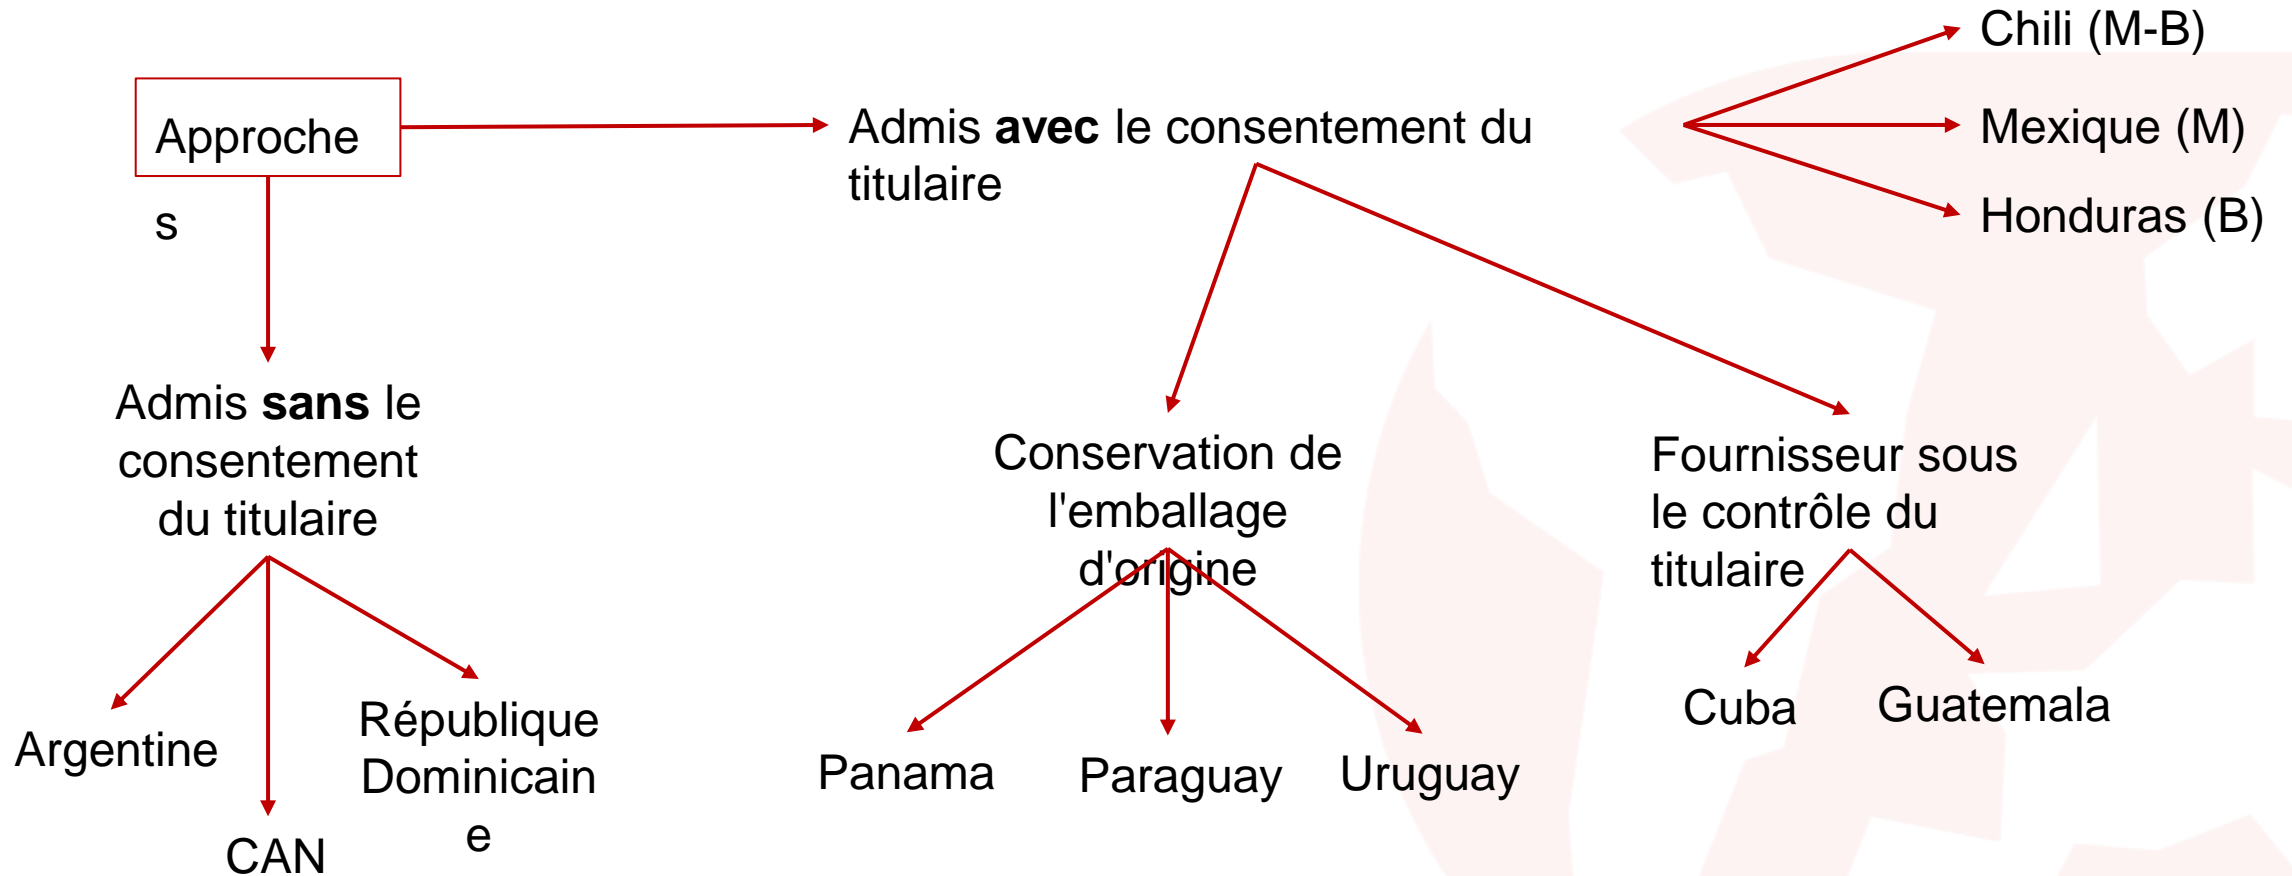 Approche
s
Admis avec le consentement du
titulaire
Chili (M-B)
Mexique (M)
Honduras (B)
Admis sans le
consentement
du titulaire
Conservation de
l'emballage
d'origine
Fournisseur sous
le contrôle du
titulaire
Argentine
CAN
République
Dominicain
e
Panama
Paraguay
Uruguay
Cuba
Guatemala